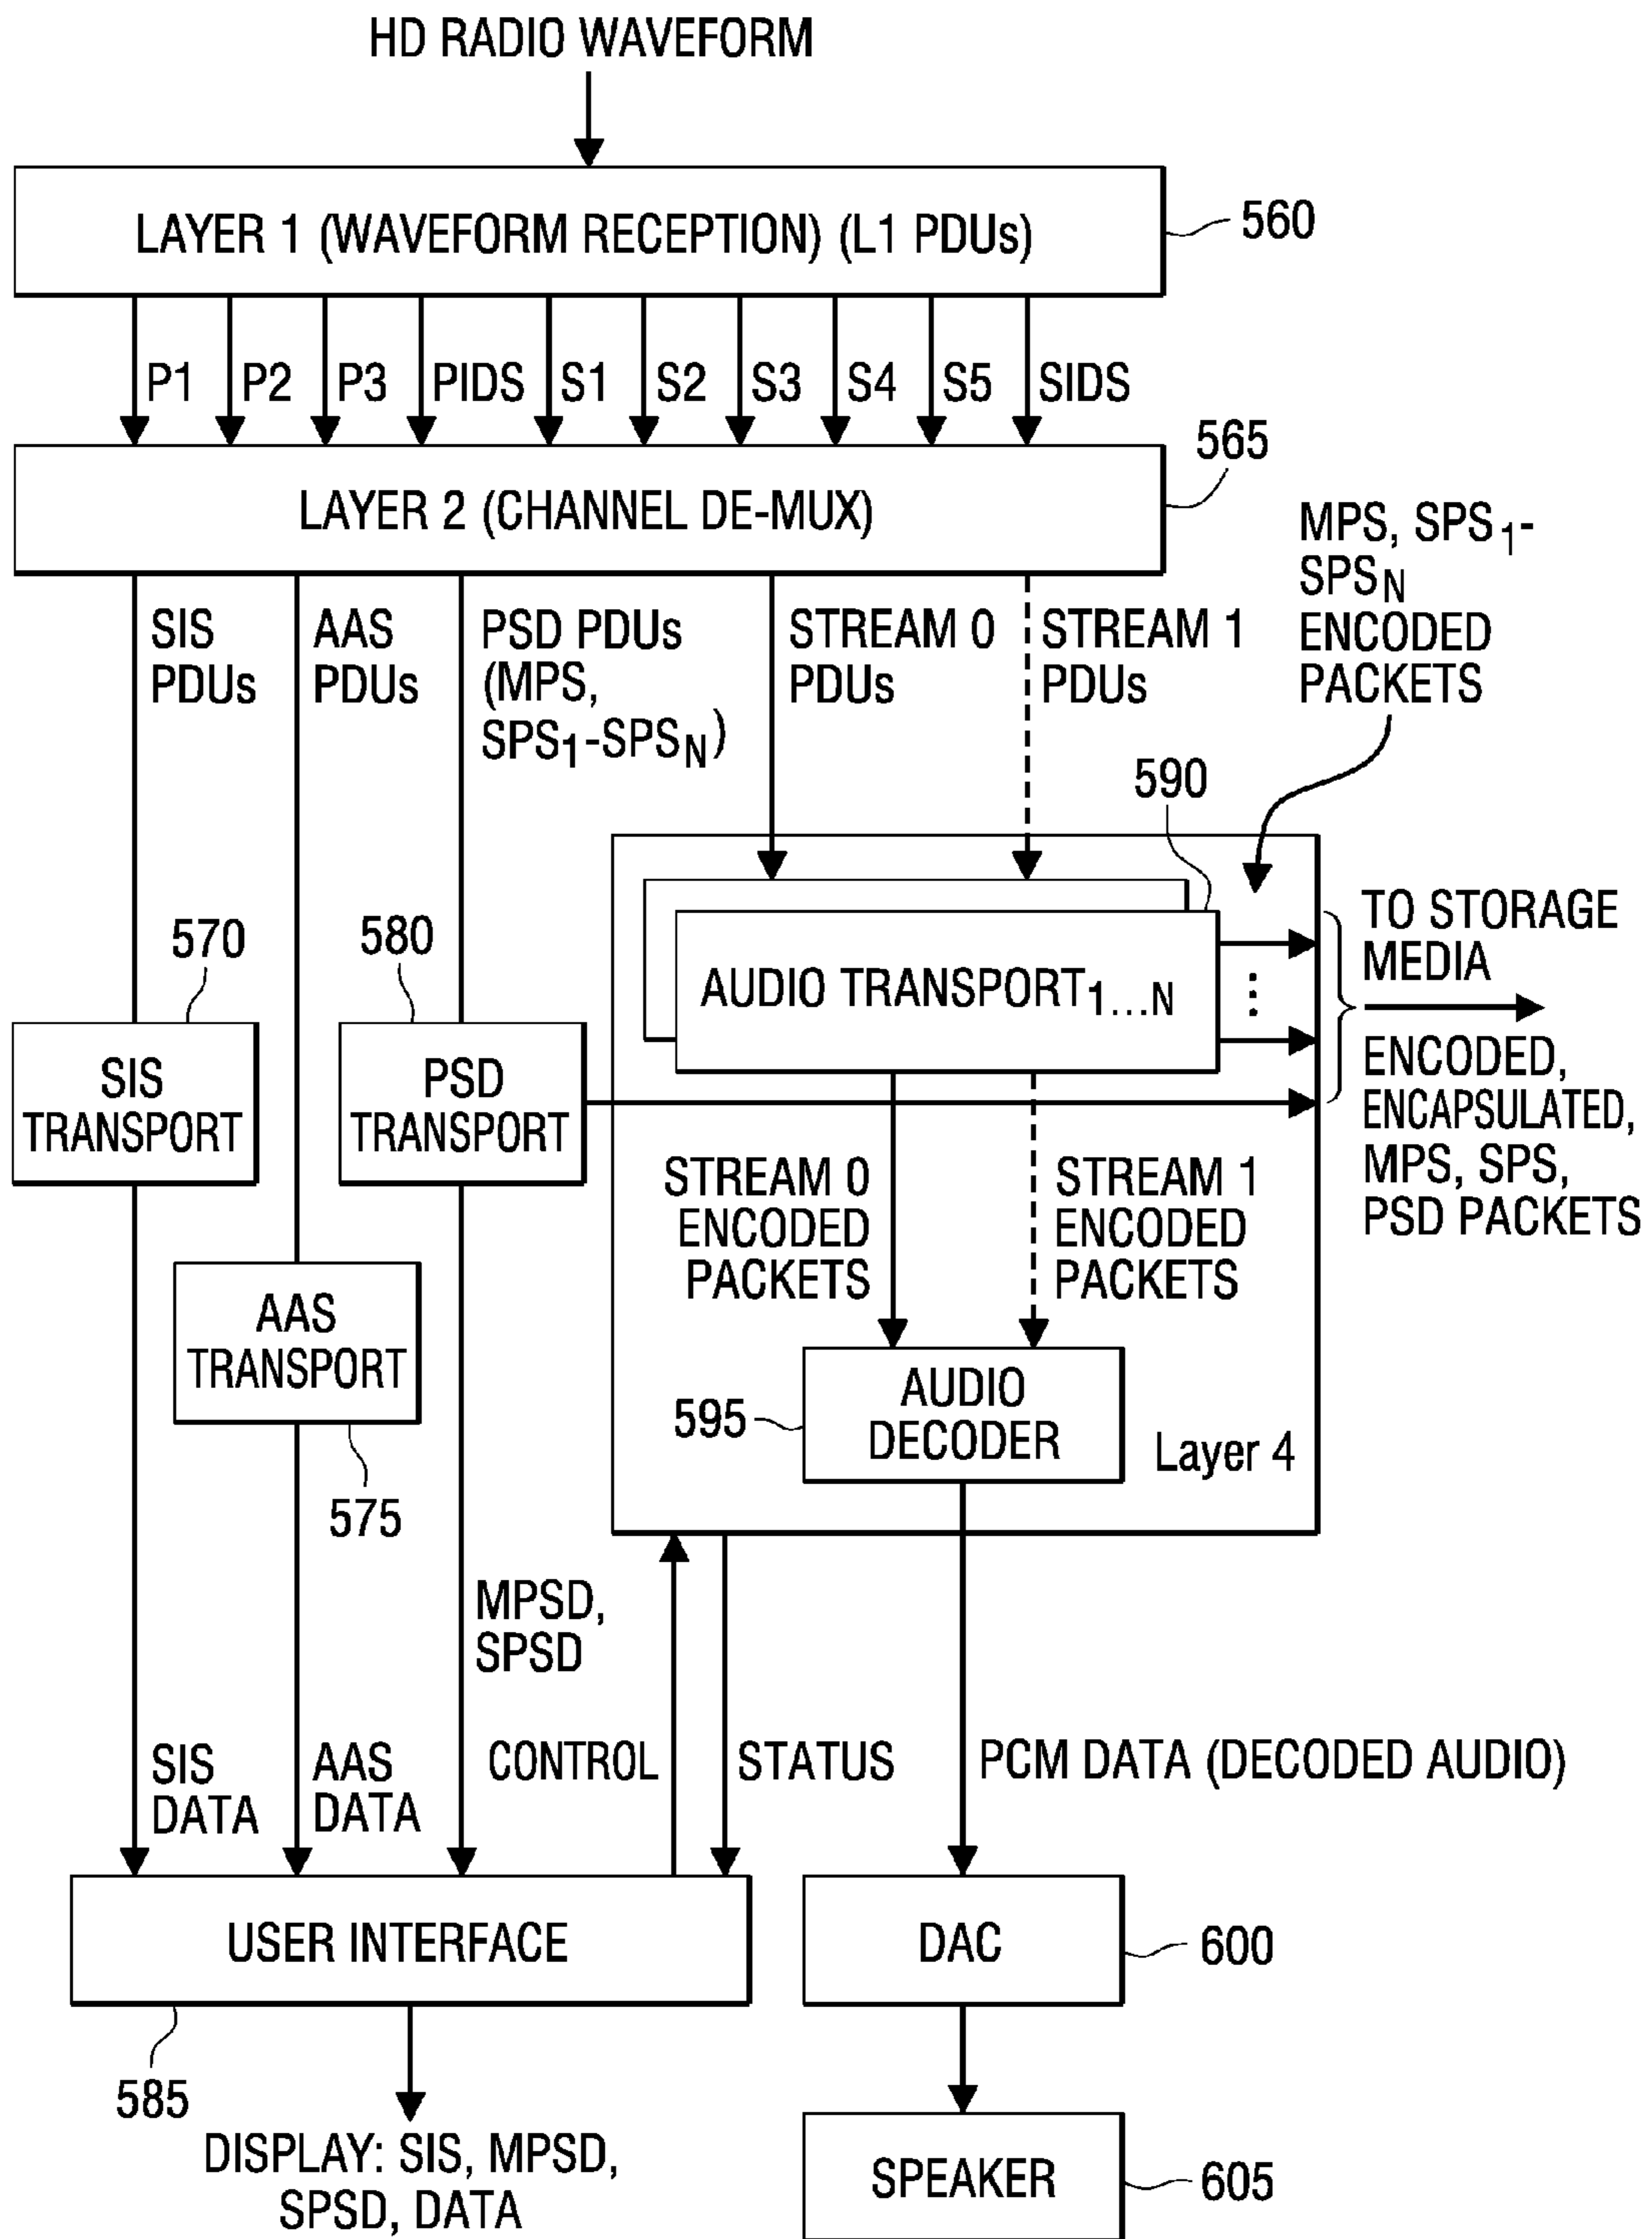 HD RADIO WAVEFORM
LAYER 1 (WAVEFORM RECEPTION) (L1 PDUs)
560
P1
P2
P3
PIDS
S1
S2
S3
S4
S5
SIDS
565
LAYER 2 (CHANNEL DE-MUX)
MPS, SPS1-
SPSN
ENCODED
PACKETS
SIS
PDUs
AAS
PDUs
PSD PDUs
(MPS,
SPS1-SPSN)
STREAM 0
PDUs
STREAM 1
PDUs
590
AUDIO TRANSPORT1...N
TO STORAGE
MEDIA
ENCODED,
ENCAPSULATED,
MPS, SPS,
PSD PACKETS
570
SIS
TRANSPORT
580
PSD
TRANSPORT
STREAM 0
ENCODED
PACKETS
STREAM 1
ENCODED
PACKETS
AAS
TRANSPORT
575
595
AUDIO
DECODER
Layer 4
MPSD,
SPSD
SIS
DATA
AAS
DATA
CONTROL
STATUS
PCM DATA (DECODED AUDIO)
USER INTERFACE
585
DAC
600
DISPLAY: SIS, MPSD,
SPSD, DATA
SPEAKER
605